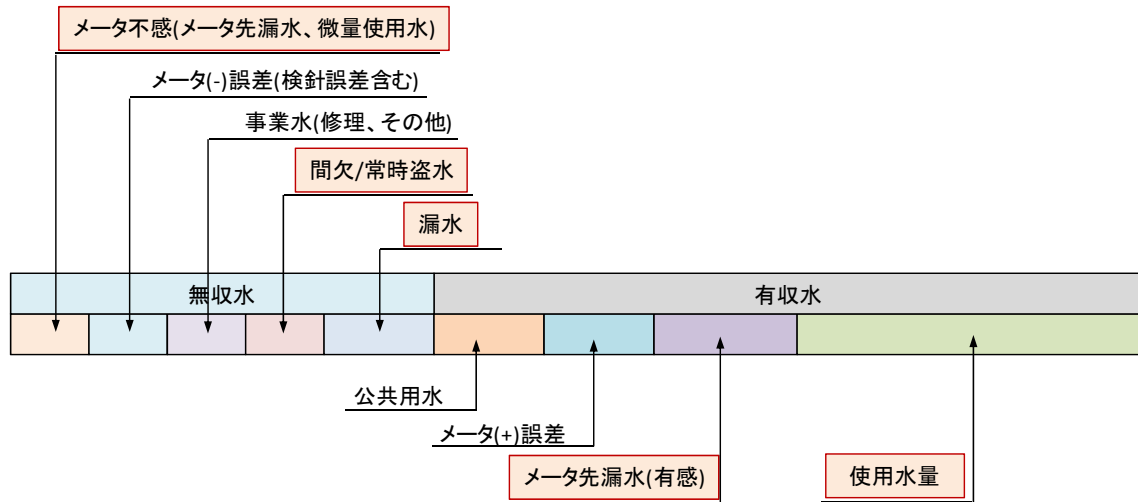 メータ不感(メータ先漏水、微量使用水)
メータ(-)誤差(検針誤差含む)
事業水(修理、その他)
間欠/常時盗水
漏水
無収水
有収水
公共用水
メータ(+)誤差
メータ先漏水(有感)
使用水量